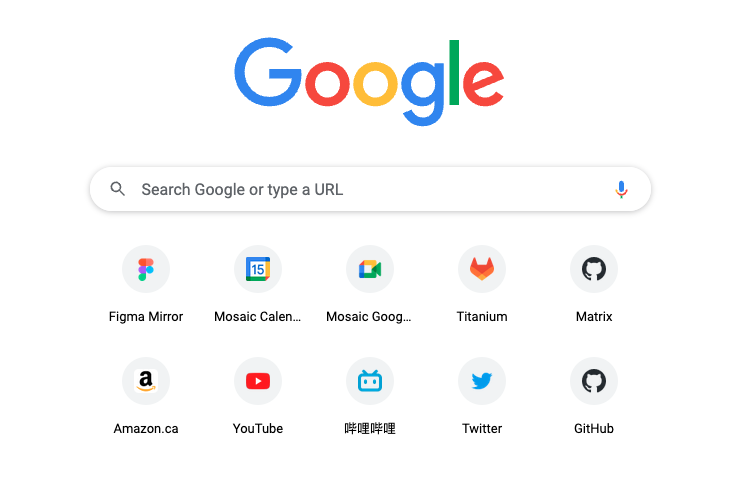 Google
Search Google or type a URL
15
Figma Mirror
Mosaic Calen...
Mosaic Goog...
Titanium
Matrix
a
Amazon.ca
YouTube
哔哩哔哩
Twitter
GitHub